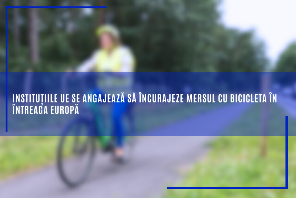 INSTITUȚIILE UE SE ANGAJEAZĂ SĂ ÎNCURAJEZE MERSUL CU BICICLETA ÎN
ÎNTREAGA EUROPĂ